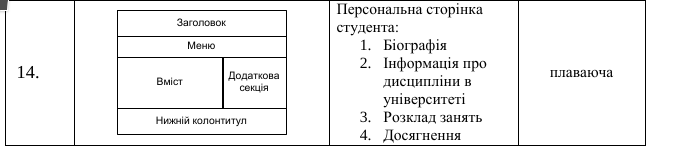 14.
Заголовок
Меню
Вміст
Додаткова
секція
Нижній колонтитул
Персональна сторінка
студента:
1. Біографія
2. Інформація про
дисципліни в
університеті
3. Розклад занять
4. Досягнення
плаваюча